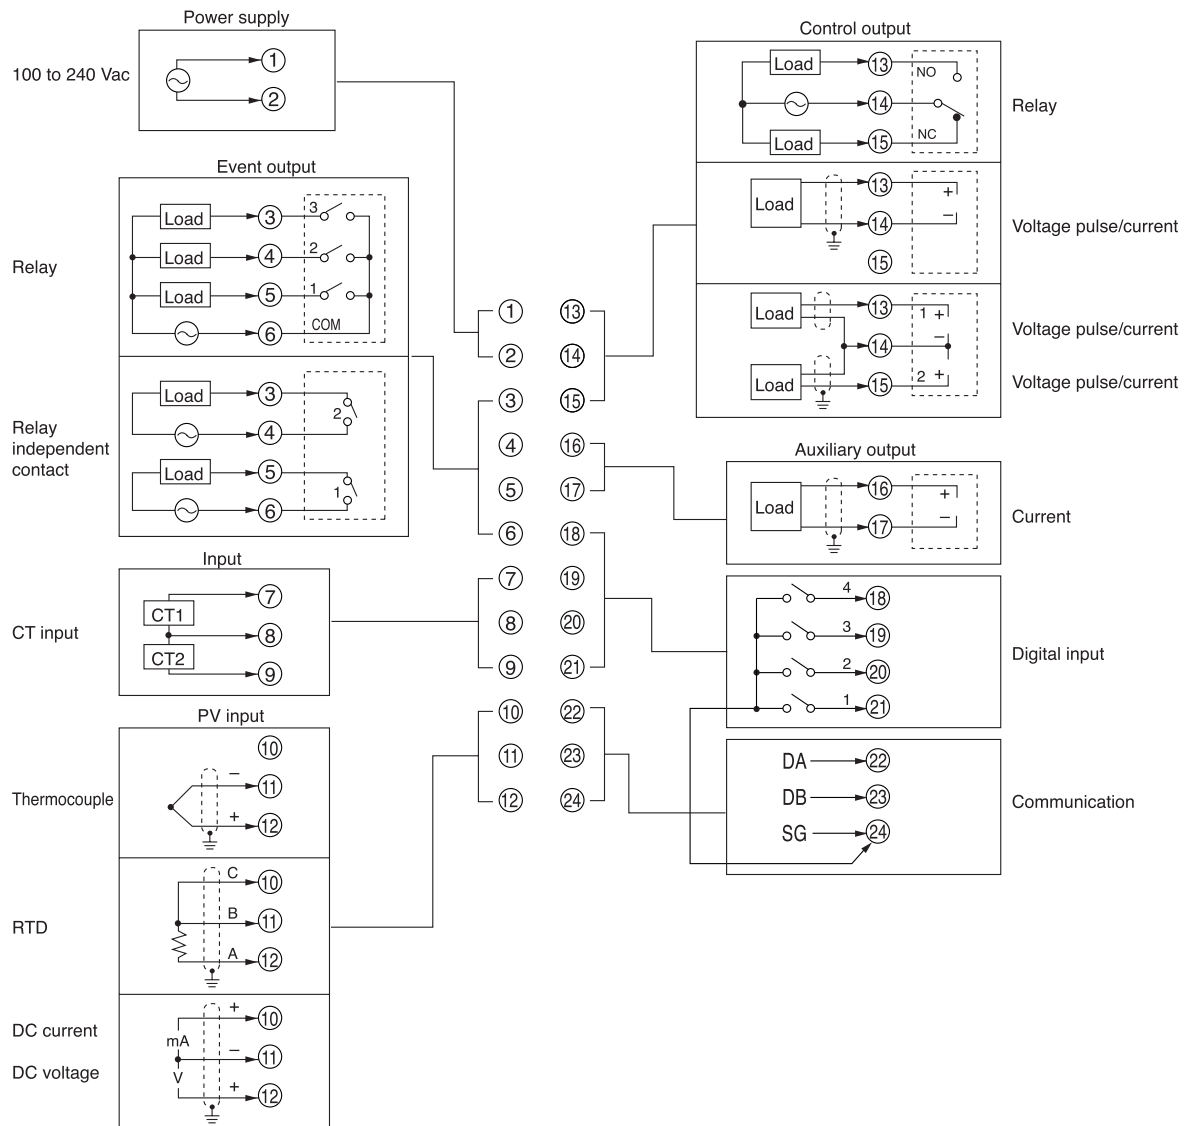 Power supply
100 to 240 Vac
1
2
Event output
Relay
Load 3 3
Load 4 2
Load 5 1
6 COM
Relay
independent
contact
Load 3
4 2
Load 5
6 1
Input
CT input
CT1 7
8
CT2 9
PV input
Thermocouple
10
− 11
+ 12
RTD
C 10
B 11
A 12
DC current
DC voltage
+ 10
mA
− 11
V
+ 12
1 13
2 14
3 15
4 16
5 17
6 18
7 19
8 20
9 21
10 22
11 23
12 24
Control output
Load 13 NO
14
Load 15 NC
Relay
Load 13 +
14 −
15
Voltage pulse/current
Load 13 1 +
14 −
Load 15 2 +
Voltage pulse/current
Voltage pulse/current
Auxiliary output
Load 16 +
17 −
Current
4 18
3 19
2 20
1 21
Digital input
DA 22
DB 23
SG 24
Communication